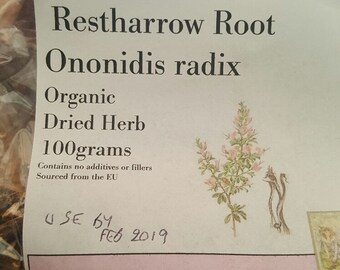 Restharrow Root
Ononidis radix
Organic
Dried Herb
100grams
Contains no additives or fillers
Sourced from the EU
USE BY
FEB 2019